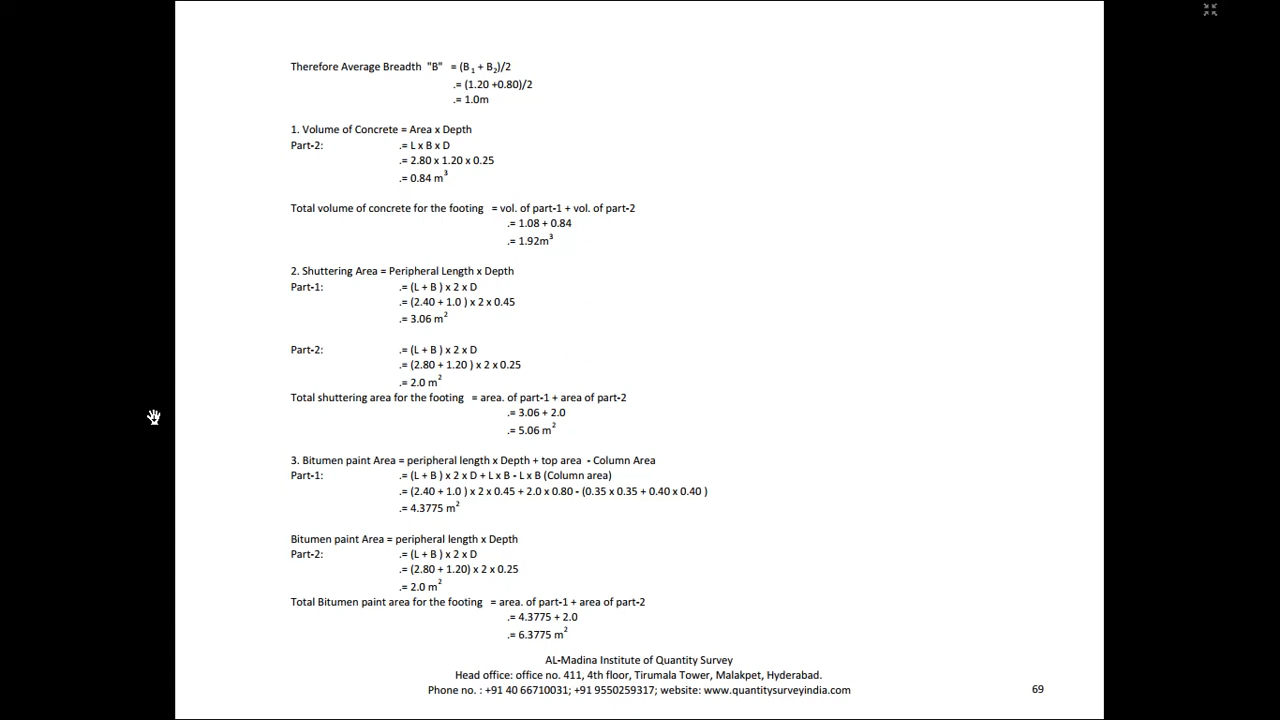 Therefore Average Breadth "B" = (B₁ + B₂)/2
.= (1.20 +0.80)/2
.= 1.0m
1. Volume of Concrete = Area x Depth
Part-2: .= L x B x D
.= 2.80 x 1.20 x 0.25
.= 0.84 m³
Total volume of concrete for the footing = vol. of part-1 + vol. of part-2
.= 1.08 + 0.84
.= 1.92m³
2. Shuttering Area = Peripheral Length x Depth
Part-1: .= (L + B ) x 2 x D
.= (2.40 + 1.0 ) x 2 x 0.45
.= 3.06 m²
Part-2: .= (L + B ) x 2 x D
.= (2.80 + 1.20 ) x 2 x 0.25
.= 2.0 m²
Total shuttering area for the footing = area. of part-1 + area of part-2
.= 3.06 + 2.0
.= 5.06 m²
3. Bitumen paint Area = peripheral length x Depth + top area - Column Area
Part-1: .= (L + B ) x 2 x D + L x B - L x B (Column area)
.= (2.40 + 1.0 ) x 2 x 0.45 + 2.0 x 0.80 - (0.35 x 0.35 + 0.40 x 0.40 )
.= 4.3775 m²
Bitumen paint Area = peripheral length x Depth
Part-2: .= (L + B ) x 2 x D
.= (2.80 + 1.20) x 2 x 0.25
.= 2.0 m²
Total Bitumen paint area for the footing = area. of part-1 + area of part-2
.= 4.3775 + 2.0
.= 6.3775 m²
AL-Madina Institute of Quantity Survey
Head office: office no. 411, 4th floor, Tirumala Tower, Malakpet, Hyderabad.
Phone no. : +91 40 66710031; +91 9550259317; website: www.quantitysurveyindia.com
69